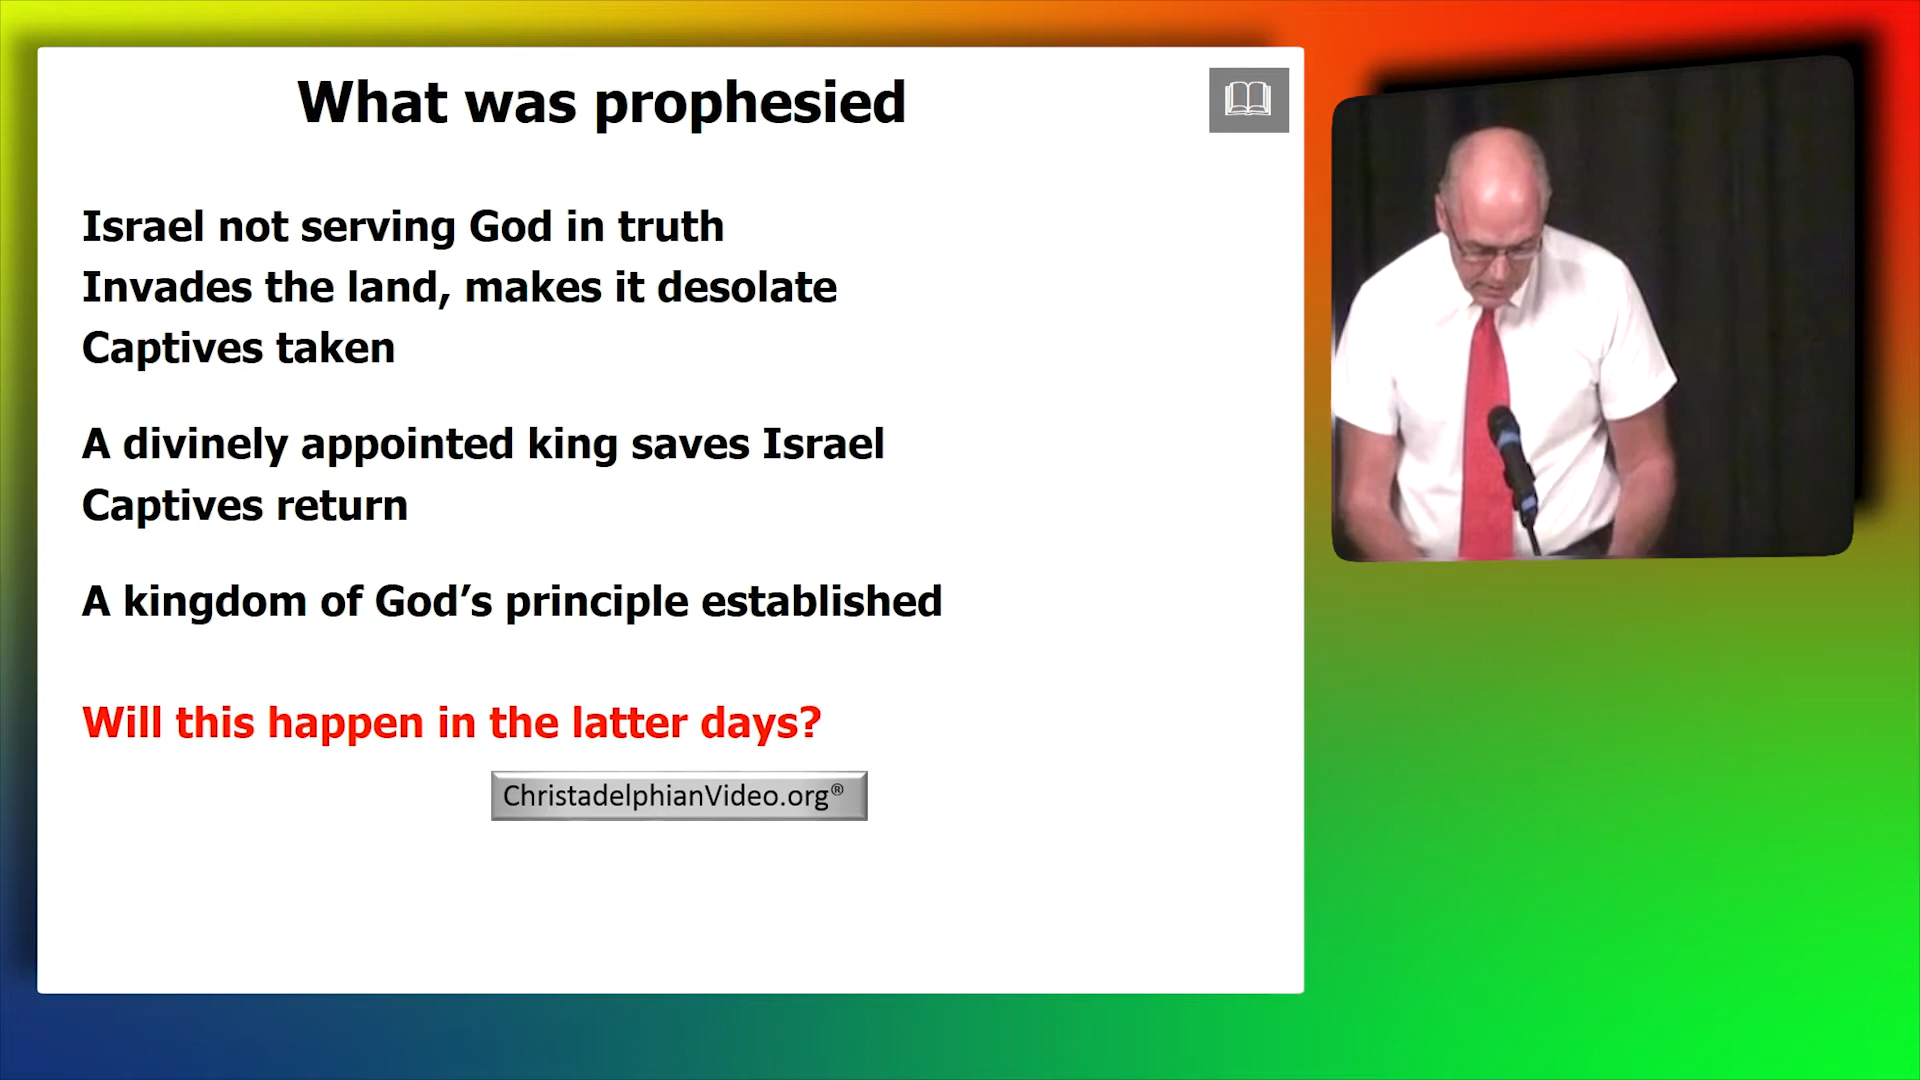 What was prophesied
Israel not serving God in truth
Invades the land, makes it desolate
Captives taken
A divinely appointed king saves Israel
Captives return
A kingdom of God’s principle established
Will this happen in the latter days?
ChristadelphianVideo.org®